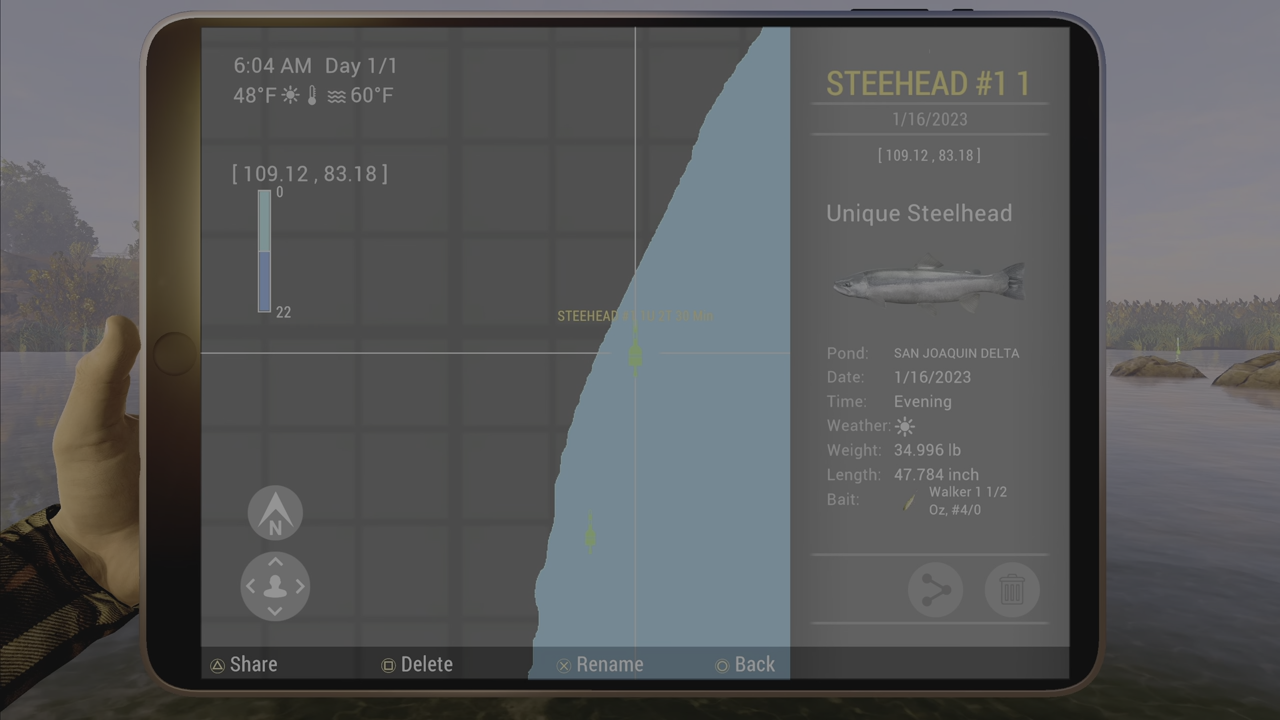 6:04 AM Day 1/1
48°F 60°F
[ 109.12 , 83.18 ]
0
22
STEEHEAD
N
Share
Delete
Rename
Back
STEEHEAD #1 1
1/16/2023
[ 109.12 , 83.18 ]
Unique Steelhead
Pond: SAN JOAQUIN DELTA
Date: 1/16/2023
Time: Evening
Weather:
Weight: 34.996 lb
Length: 47.784 inch
Bait: Walker 1 1/2
Oz, #4/0